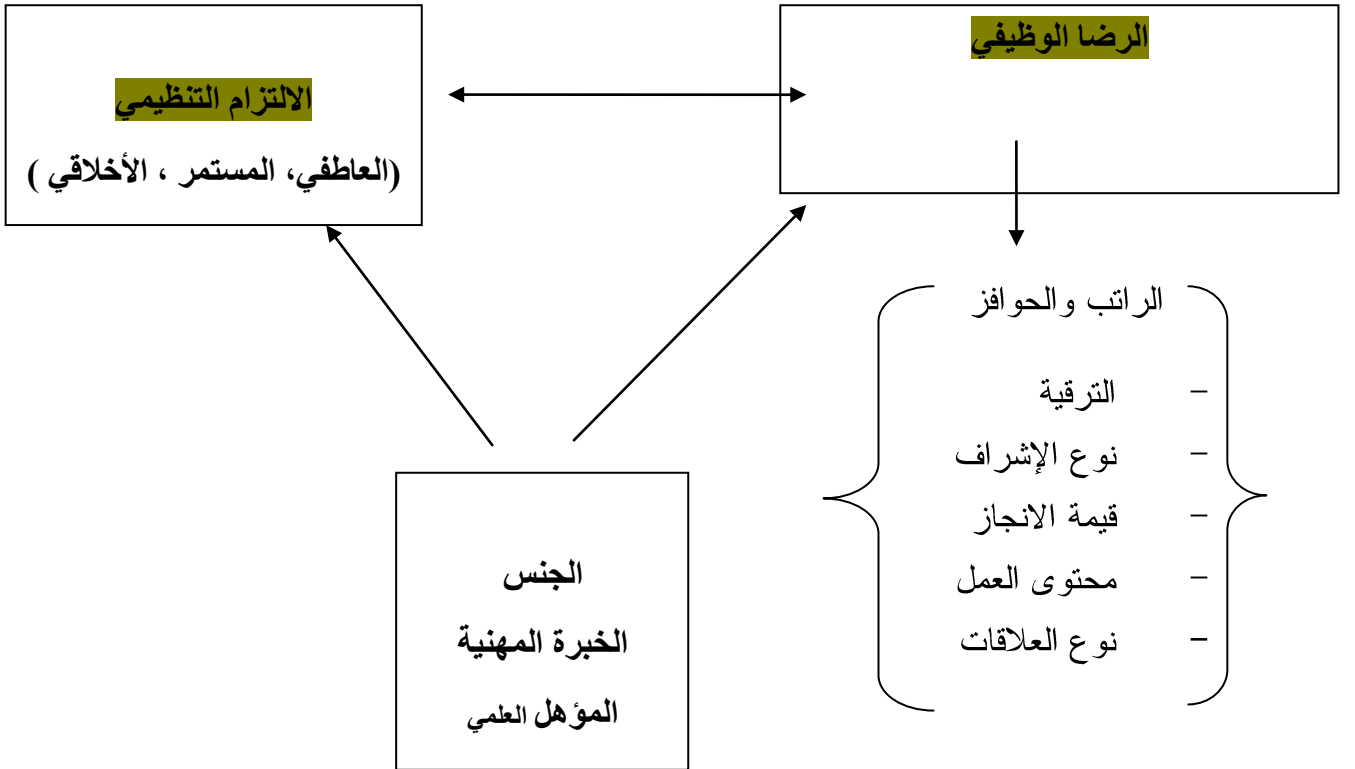 الرضا الوظيفي
الالتزام التنظيمي
(العاطفي، المستمر ، الأخلاقي )
الراتب والحوافز
- الترقية
- نوع الإشراف
- قيمة الانجاز
- محتوى العمل
- نوع العلاقات
الجنس
الخبرة المهنية
المؤهل العلمي